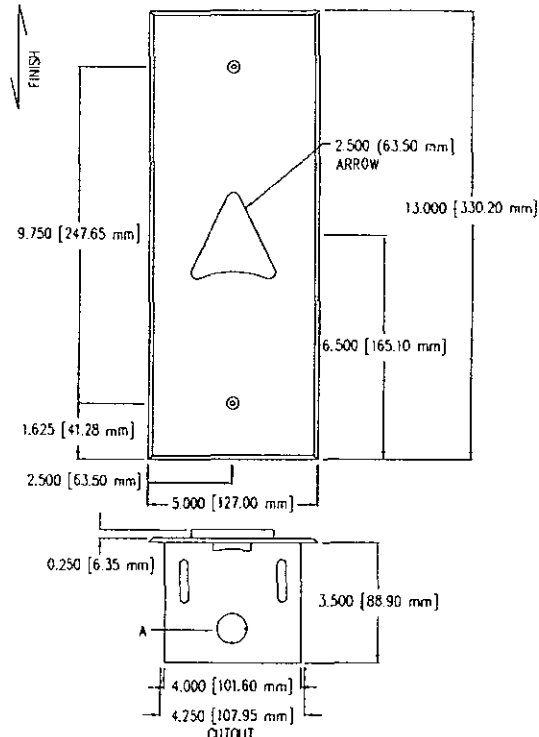 FINISH
2.500 (63.50 mm)
ARROW
13.000 [330.20 mm]
9.750 [247.65 mm]
6.500 [165.10 mm]
1.625 [41.28 mm]
2.500 [63.50 mm]
5.000 [127.00 mm]
0.250 [6.35 mm]
3.500 [88.90 mm]
A
4.000 [101.60 mm]
4.250 [107.95 mm]
CUTOUT